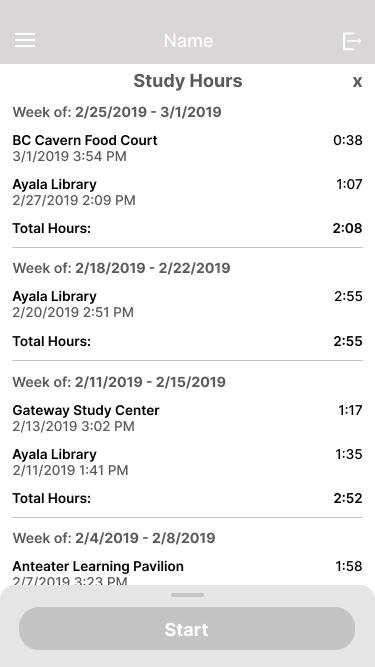 Name
Study Hours x
Week of: 2/25/2019 - 3/1/2019
BC Cavern Food Court 0:38
3/1/2019 3:54 PM
Ayala Library 1:07
2/27/2019 2:09 PM
Total Hours: 2:08
Week of: 2/18/2019 - 2/22/2019
Ayala Library 2:55
2/20/2019 2:51 PM
Total Hours: 2:55
Week of: 2/11/2019 - 2/15/2019
Gateway Study Center 1:17
2/13/2019 3:02 PM
Ayala Library 1:35
2/11/2019 1:41 PM
Total Hours: 2:52
Week of: 2/4/2019 - 2/8/2019
Anteater Learning Pavilion 1:58
2/7/2019 3:23 PM
Start